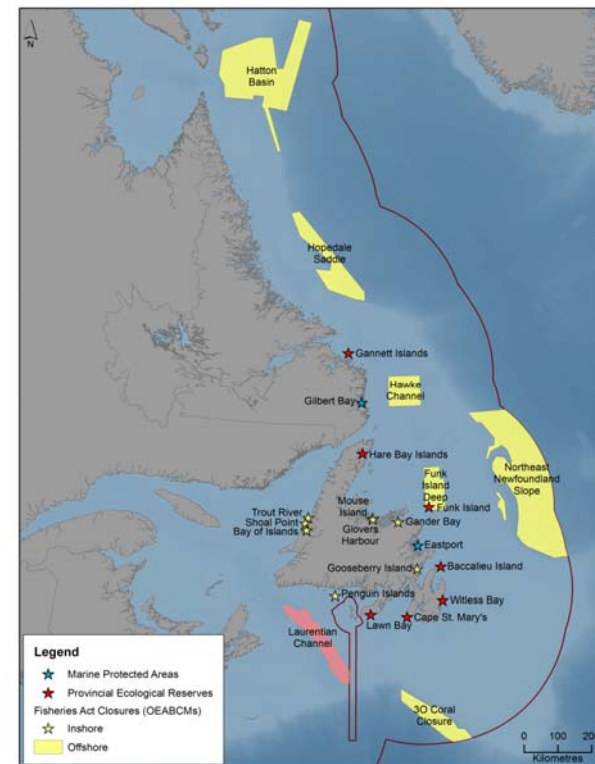 N
Hatton
Basin
Hopedale
Saddle
Gannett Islands
Hawke
Channel
Gilbert Bay
Hare Bay Islands
Northeast
Newfoundland
Slope
Funk
Island
Deep
Funk Island
Mouse
Island
Trout River
Shoal Point
Bay of Islands
Glovers
Harbour
Gander Bay
Eastport
Gooseberry Island
Baccalieu Island
Penguin Islands
Witless Bay
Lawn Bay
Cape St. Mary's
Laurentian
Channel
3O Coral
Closure
Legend
Marine Protected Areas
Provincial Ecological Reserves
Fisheries Act Closures (OEABCMs)
Inshore
Offshore
0 100 200
Kilometres